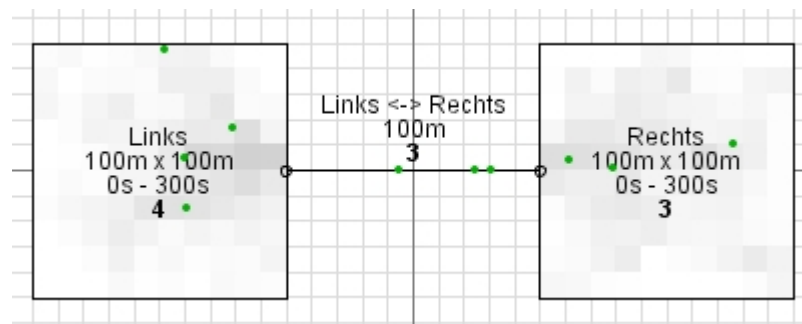 Links
100m x 100m
0s - 300s
4
Links <-> Rechts
100m
3
Rechts
100m x 100m
0s - 300s
3